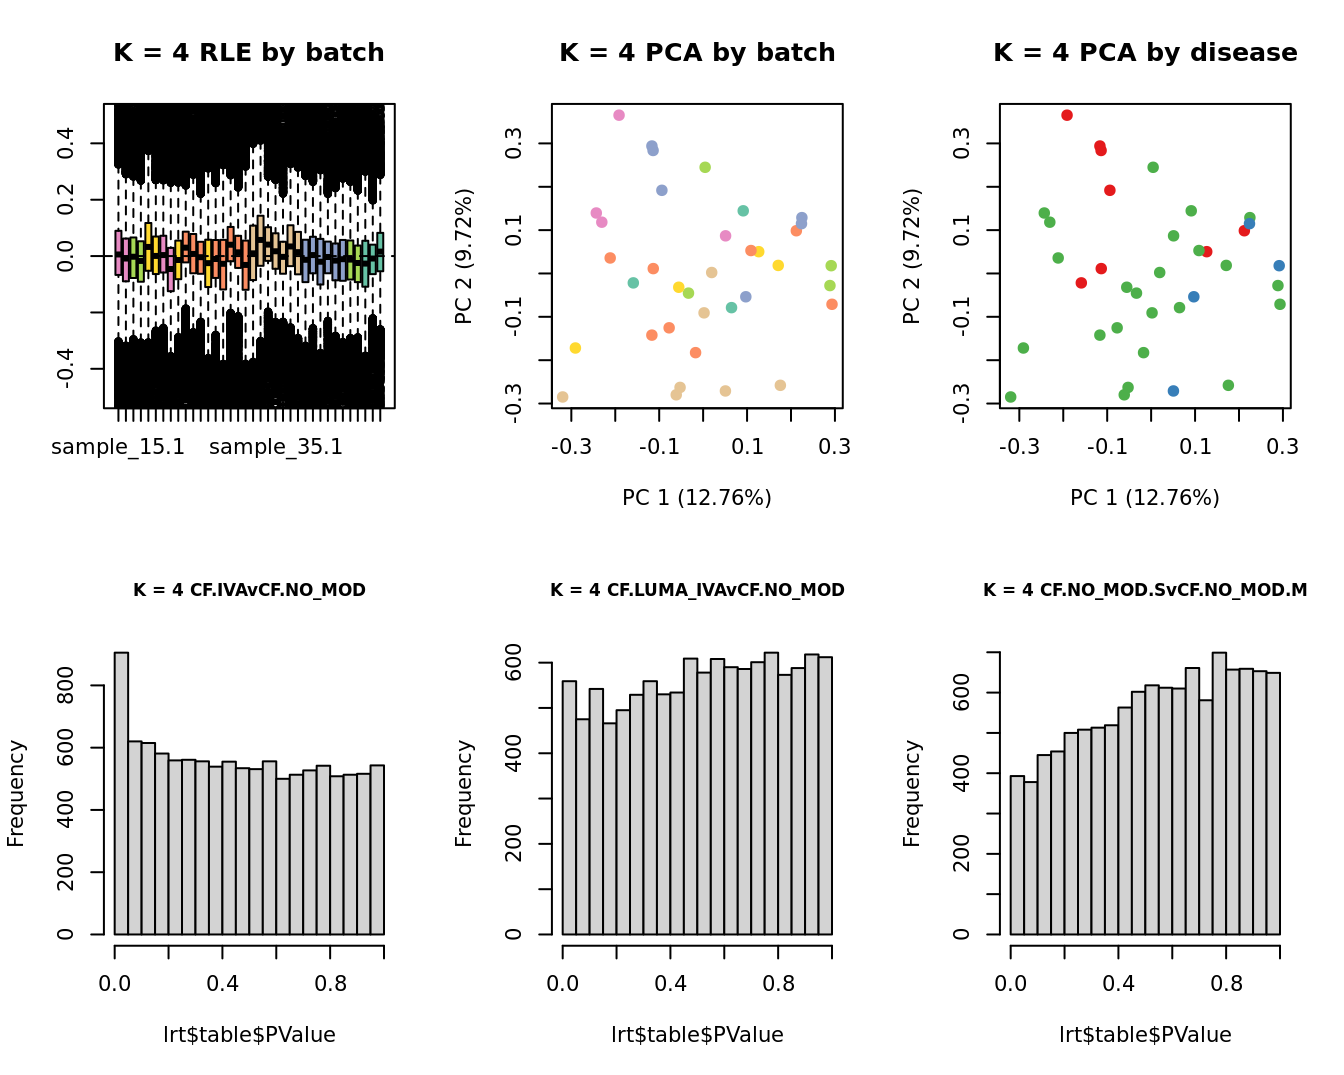 K = 4 RLE by batch
0.4
0.2
0.0
-0.4
sample_15.1
sample_35.1
K = 4 PCA by batch
PC 2 (9.72%)
0.3
0.1
-0.1
-0.3
-0.3
-0.1
0.1
0.3
PC 1 (12.76%)
K = 4 PCA by disease
PC 2 (9.72%)
0.3
0.1
-0.1
-0.3
-0.3
-0.1
0.1
0.3
PC 1 (12.76%)
K = 4 CF.IVAvCF.NO_MOD
Frequency
800
600
400
200
0
0.0
0.4
0.8
lrt$table$PValue
K = 4 CF.LUMA_IVAvCF.NO_MOD
Frequency
600
400
200
0
0.0
0.4
0.8
lrt$table$PValue
K = 4 CF.NO_MOD.SvCF.NO_MOD.M
Frequency
600
400
200
0
0.0
0.4
0.8
lrt$table$PValue